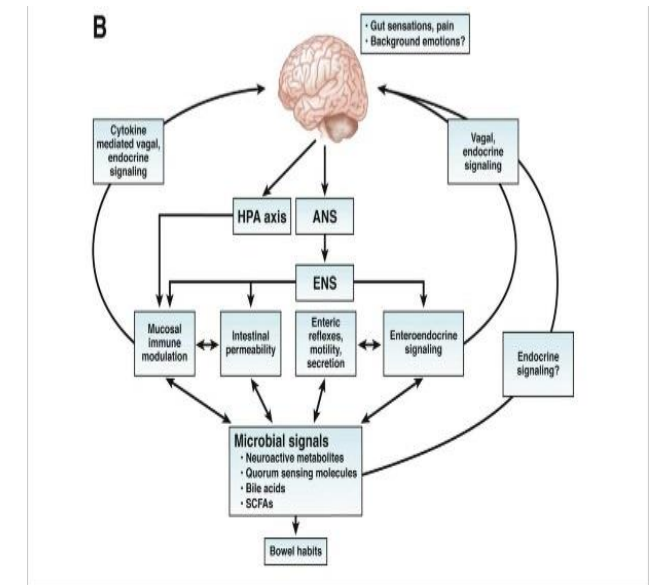 B
• Gut sensations, pain
• Background emotions?
Cytokine
mediated vagal,
endocrine
signaling
Vagal,
endocrine
signaling
HPA axis
ANS
ENS
Mucosal
immune
modulation
Intestinal
permeability
Enteric
reflexes,
motility,
secretion
Enteroendocrine
signaling
Endocrine
signaling?
Microbial signals
• Neuroactive metabolites
• Quorum sensing molecules
• Bile acids
• SCFAs
Bowel habits